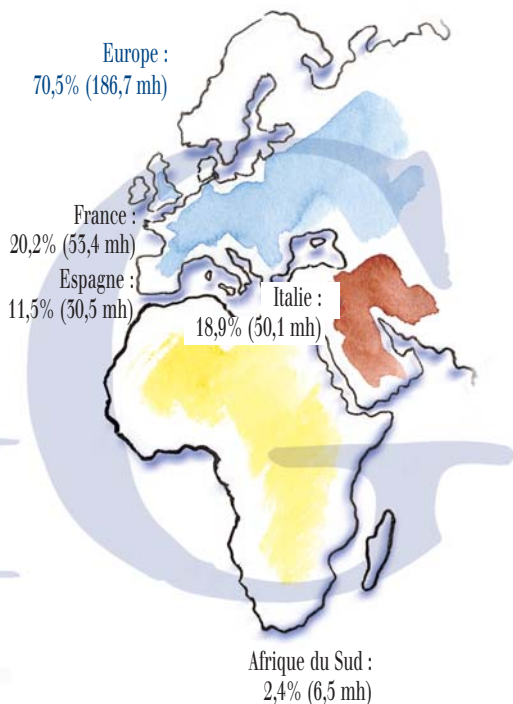 Europe :
70,5% (186,7 mh)
France :
20,2% (53,4 mh)
Espagne :
11,5% (30,5 mh)
Italie :
18,9% (50,1 mh)
Afrique du Sud :
2,4% (6,5 mh)